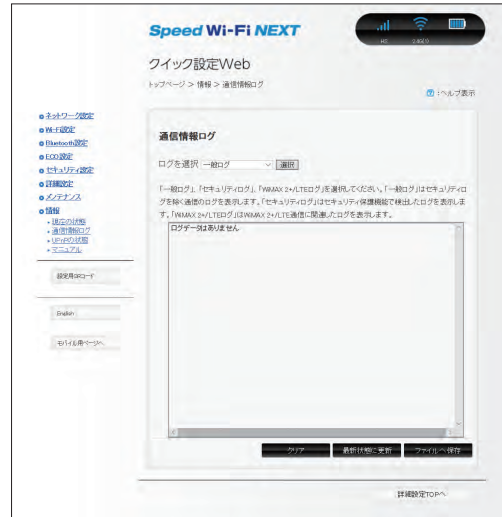 Speed Wi-Fi NEXT
クイック設定Web
トップページ > 情報 > 通信情報ログ
:ヘルプ表示
ネットワーク設定
Wi-Fi設定
Bluetooth設定
ECO設定
セキュリティ設定
詳細設定
メンテナンス
情報
現在の状態
通信情報ログ
UPnPの状態
マニュアル
設定用QRコード
English
モバイル用ページへ
通信情報ログ
ログを選択 一般ログ 選択
「一般ログ」、「セキュリティログ」、「WiMAX 2+/LTEログ」を選択してください。「一般ログ」はセキュリティロ
グを除く通信のログを表示します。「セキュリティログ」はセキュリティ保護機能で検出したログを表示しま
す。「WiMAX 2+/LTEログ」はWiMAX 2+/LTE通信に関連したログを表示します。
ログデータはありません
クリア 最新状態に更新 ファイルへ保存
詳細設定TOPへ